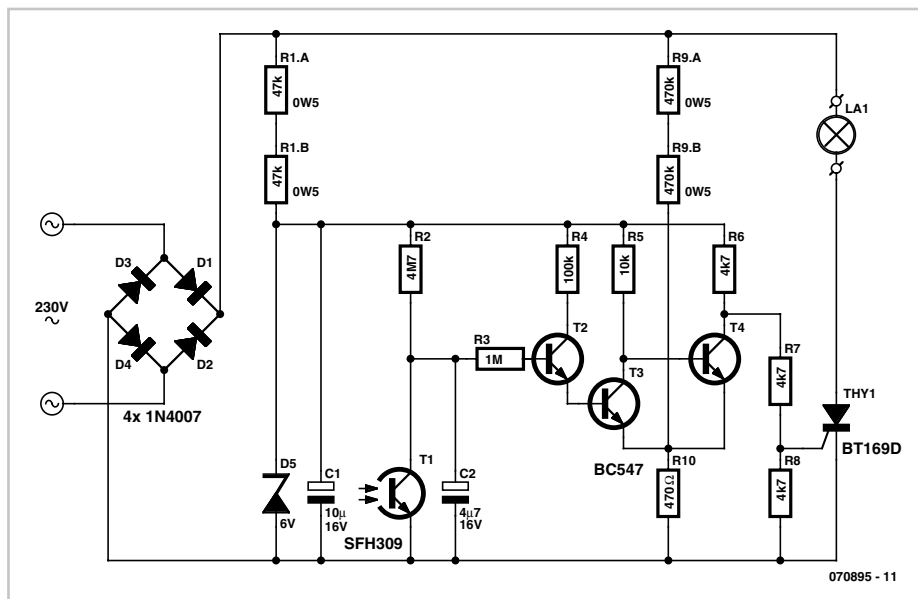 R1.A
47k
0W5
R1.B
47k
0W5
R9.A
470k
0W5
R9.B
470k
0W5
LA1
D3
D1
230V
D4
D2
4x 1N4007
R2
4M7
R4
100k
R5
10k
R6
4k7
R3
1M
T2
T3
T4
R7
4k7
THY1
BT169D
BC547
D5
6V
C1
10µ
16V
T1
SFH309
C2
4µ7
16V
R10
470Ω
R8
4k7
070895 - 11